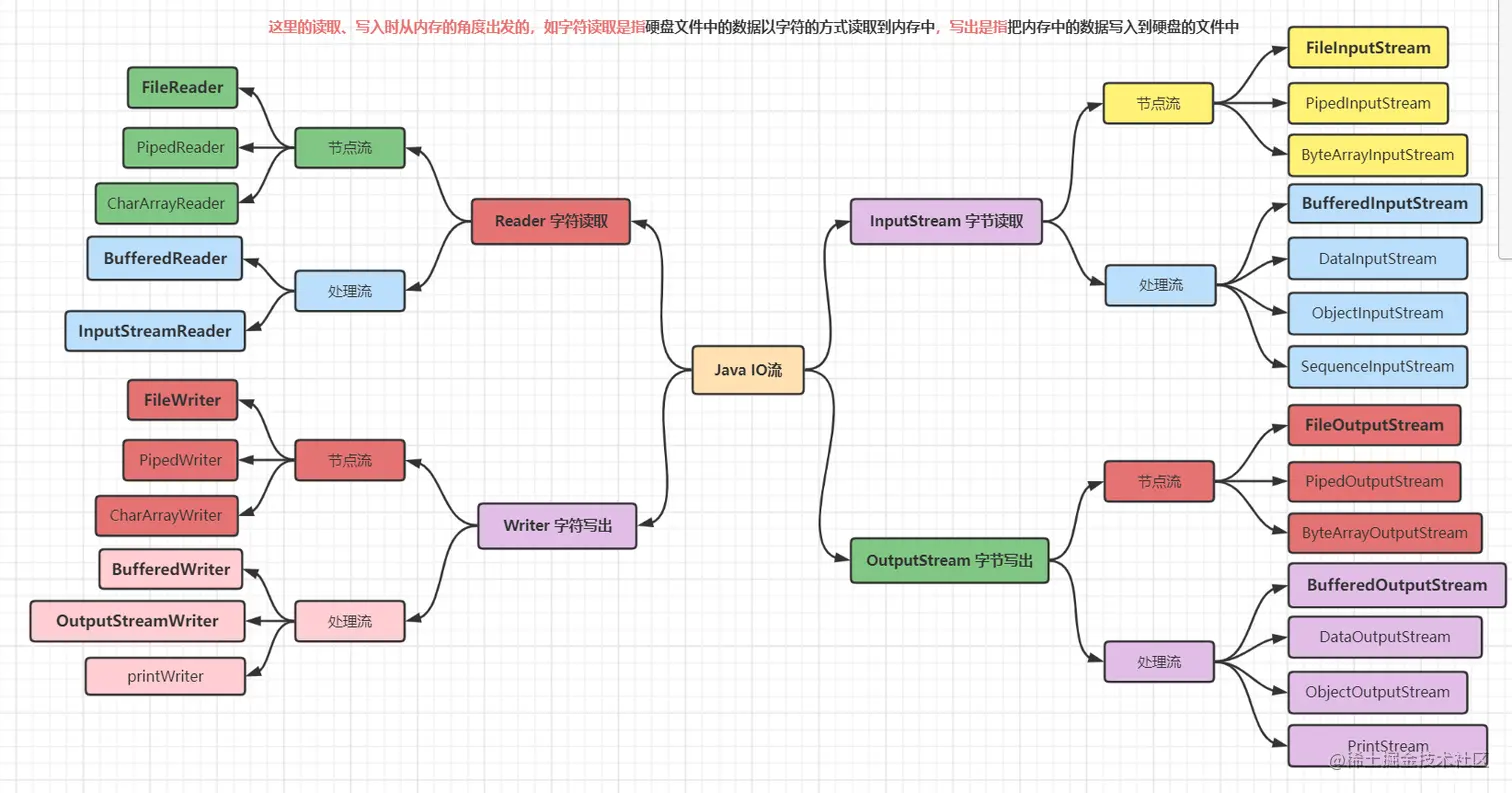 这里的读取、写入时从内存的角度出发的，如字符读取是指硬盘文件中的数据以字符的方式读取到内存中，写出是指把内存中的数据写入到硬盘的文件中
FileReader
PipedReader
CharArrayReader
节点流
BufferedReader
InputStreamReader
处理流
Reader 字符读取
FileWriter
PipedWriter
CharArrayWriter
节点流
BufferedWriter
OutputStreamWriter
printWriter
处理流
Writer 字符写出
Java IO流
InputStream 字节读取
节点流
FileInputStream
PipedInputStream
ByteArrayInputStream
处理流
BufferedInputStream
DataInputStream
ObjectInputStream
SequenceInputStream
OutputStream 字节写出
节点流
FileOutputStream
PipedOutputStream
ByteArrayOutputStream
处理流
BufferedOutputStream
DataOutputStream
ObjectOutputStream
PrintStream
@稀土掘金技术社区